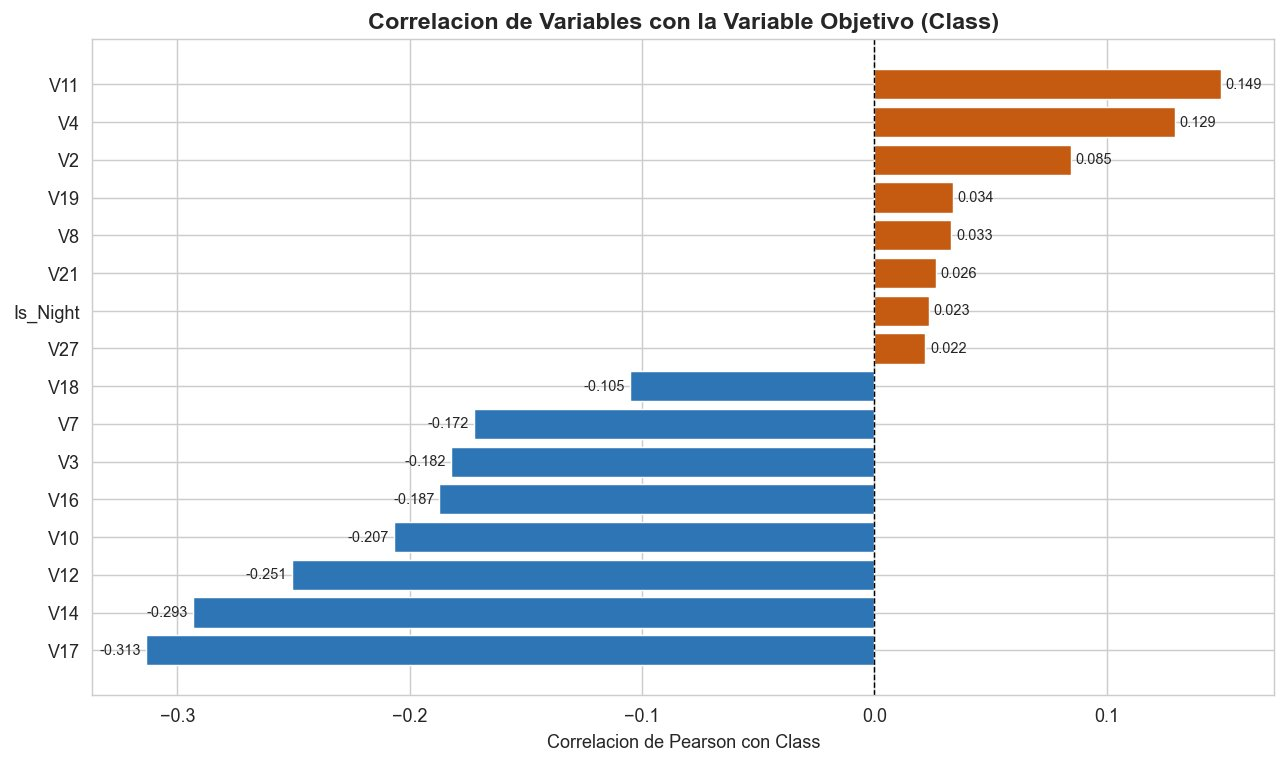 Correlacion de Variables con la Variable Objetivo (Class)
V11 0.149
V4 0.129
V2 0.085
V19 0.034
V8 0.033
V21 0.026
Is_Night 0.023
V27 0.022
V18 -0.105
V7 -0.172
V3 -0.182
V16 -0.187
V10 -0.207
V12 -0.251
V14 -0.293
V17 -0.313
−0.3 −0.2 −0.1 0.0 0.1
Correlacion de Pearson con Class